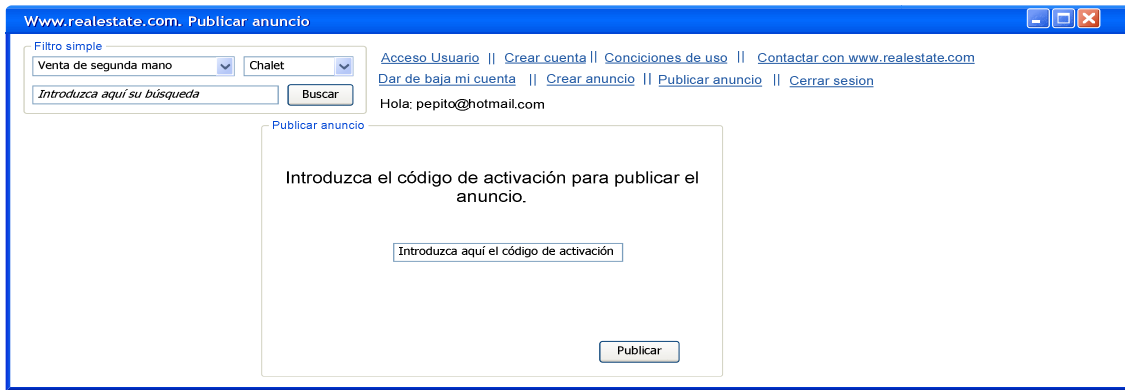 Www.realestate.com. Publicar anuncio
Filtro simple
Venta de segunda mano
Chalet
Introduzca aquí su búsqueda
Buscar
Acceso Usuario || Crear cuenta || Conciciones de uso || Contactar con www.realestate.com
Dar de baja mi cuenta || Crear anuncio || Publicar anuncio || Cerrar sesion
Hola: pepito@hotmail.com
Publicar anuncio
Introduzca el código de activación para publicar el
anuncio.
Introduzca aquí el código de activación
Publicar